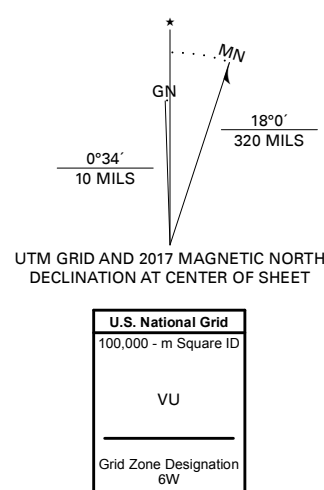 ★
MN
GN
18°0´
320 MILS
0°34´
10 MILS
UTM GRID AND 2017 MAGNETIC NORTH
DECLINATION AT CENTER OF SHEET
U.S. National Grid
100,000 - m Square ID
VU
Grid Zone Designation
6W